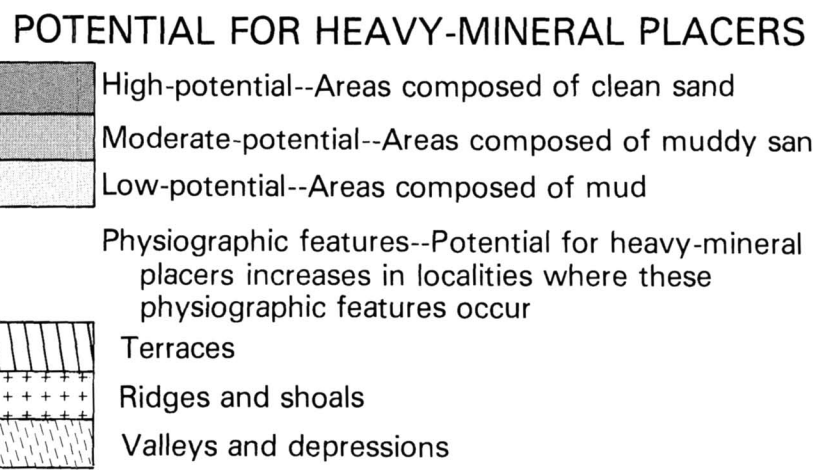 POTENTIAL FOR HEAVY-MINERAL PLACERS
High-potential--Areas composed of clean sand
Moderate-potential--Areas composed of muddy san
Low-potential--Areas composed of mud
Physiographic features--Potential for heavy-mineral
placers increases in localities where these
physiographic features occur
Terraces
Ridges and shoals
Valleys and depressions